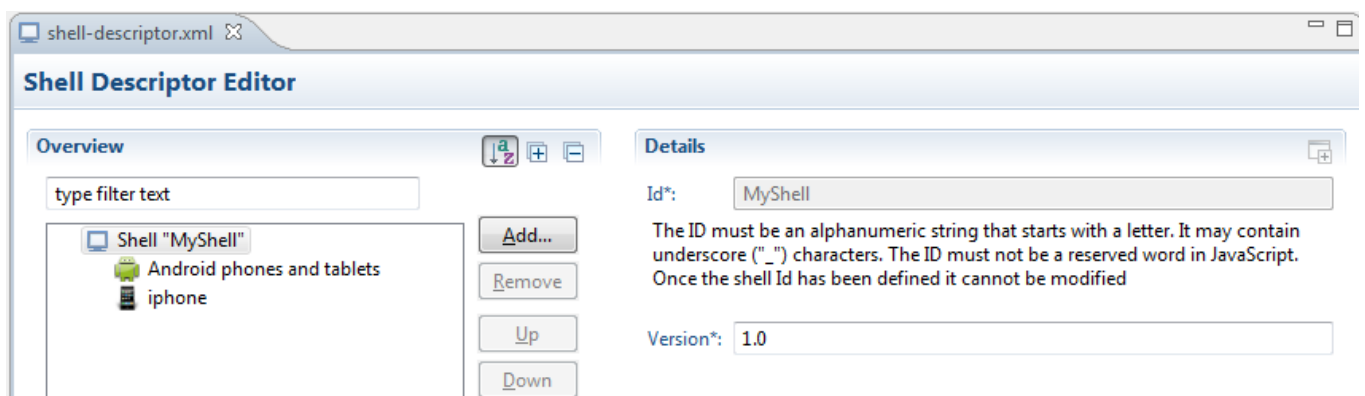 shell-descriptor.xml
Shell Descriptor Editor
Overview
type filter text
Shell "MyShell"
Android phones and tablets
iphone
Add...
Remove
Up
Down
Details
Id*: MyShell
The ID must be an alphanumeric string that starts with a letter. It may contain
underscore ("_") characters. The ID must not be a reserved word in JavaScript.
Once the shell Id has been defined it cannot be modified
Version*: 1.0